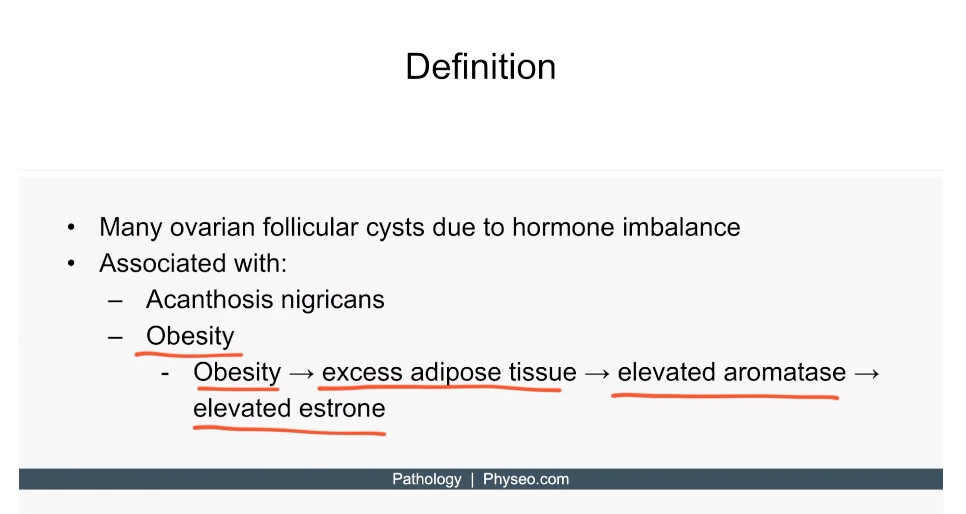 Definition
• Many ovarian follicular cysts due to hormone imbalance
• Associated with:
– Acanthosis nigricans
– Obesity
- Obesity → excess adipose tissue → elevated aromatase →
elevated estrone
Pathology | Physeo.com